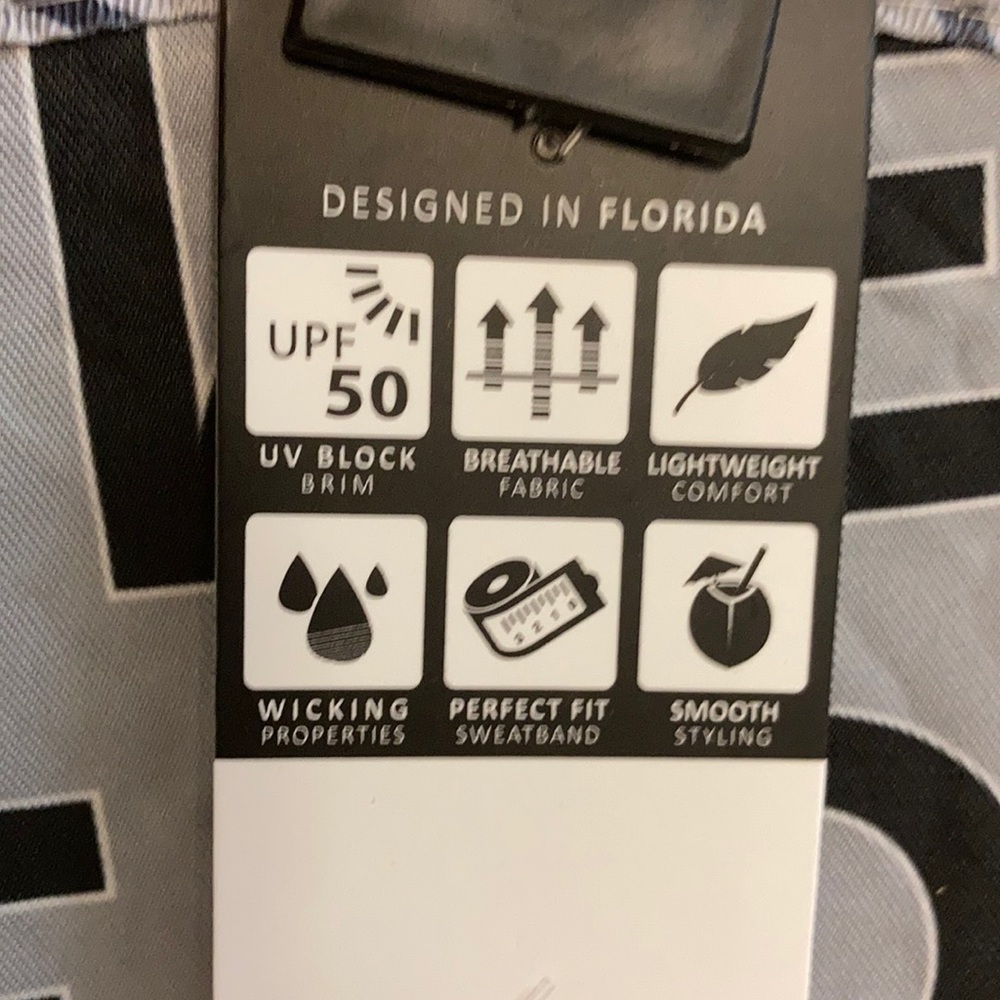 DESIGNED IN FLORIDA
UPF
50
UV BLOCK
BRIM
BREATHABLE
FABRIC
LIGHTWEIGHT
COMFORT
WICKING
PROPERTIES
PERFECT FIT
SWEATBAND
SMOOTH
STYLING